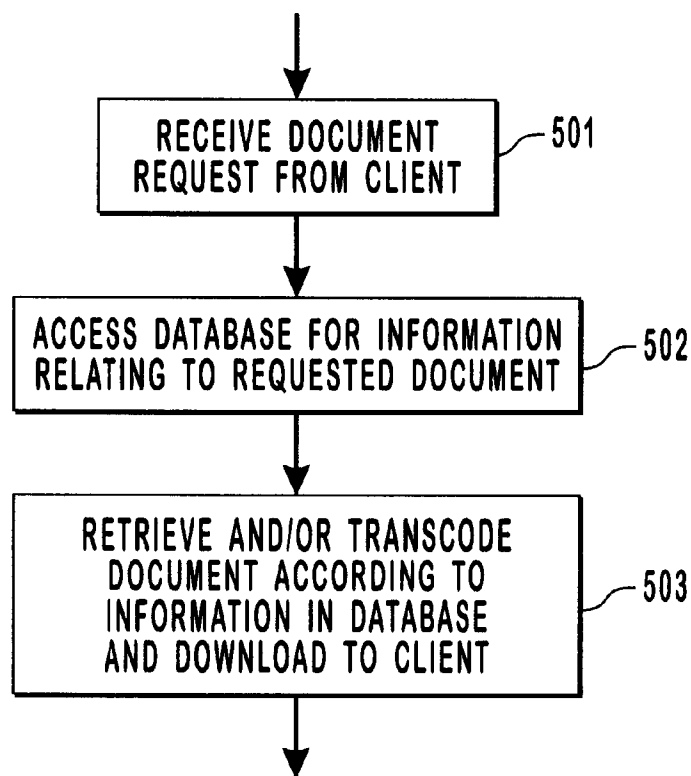 RECEIVE DOCUMENT
REQUEST FROM CLIENT
501
ACCESS DATABASE FOR INFORMATION
RELATING TO REQUESTED DOCUMENT
502
RETRIEVE AND/OR TRANSCODE
DOCUMENT ACCORDING TO
INFORMATION IN DATABASE
AND DOWNLOAD TO CLIENT
503